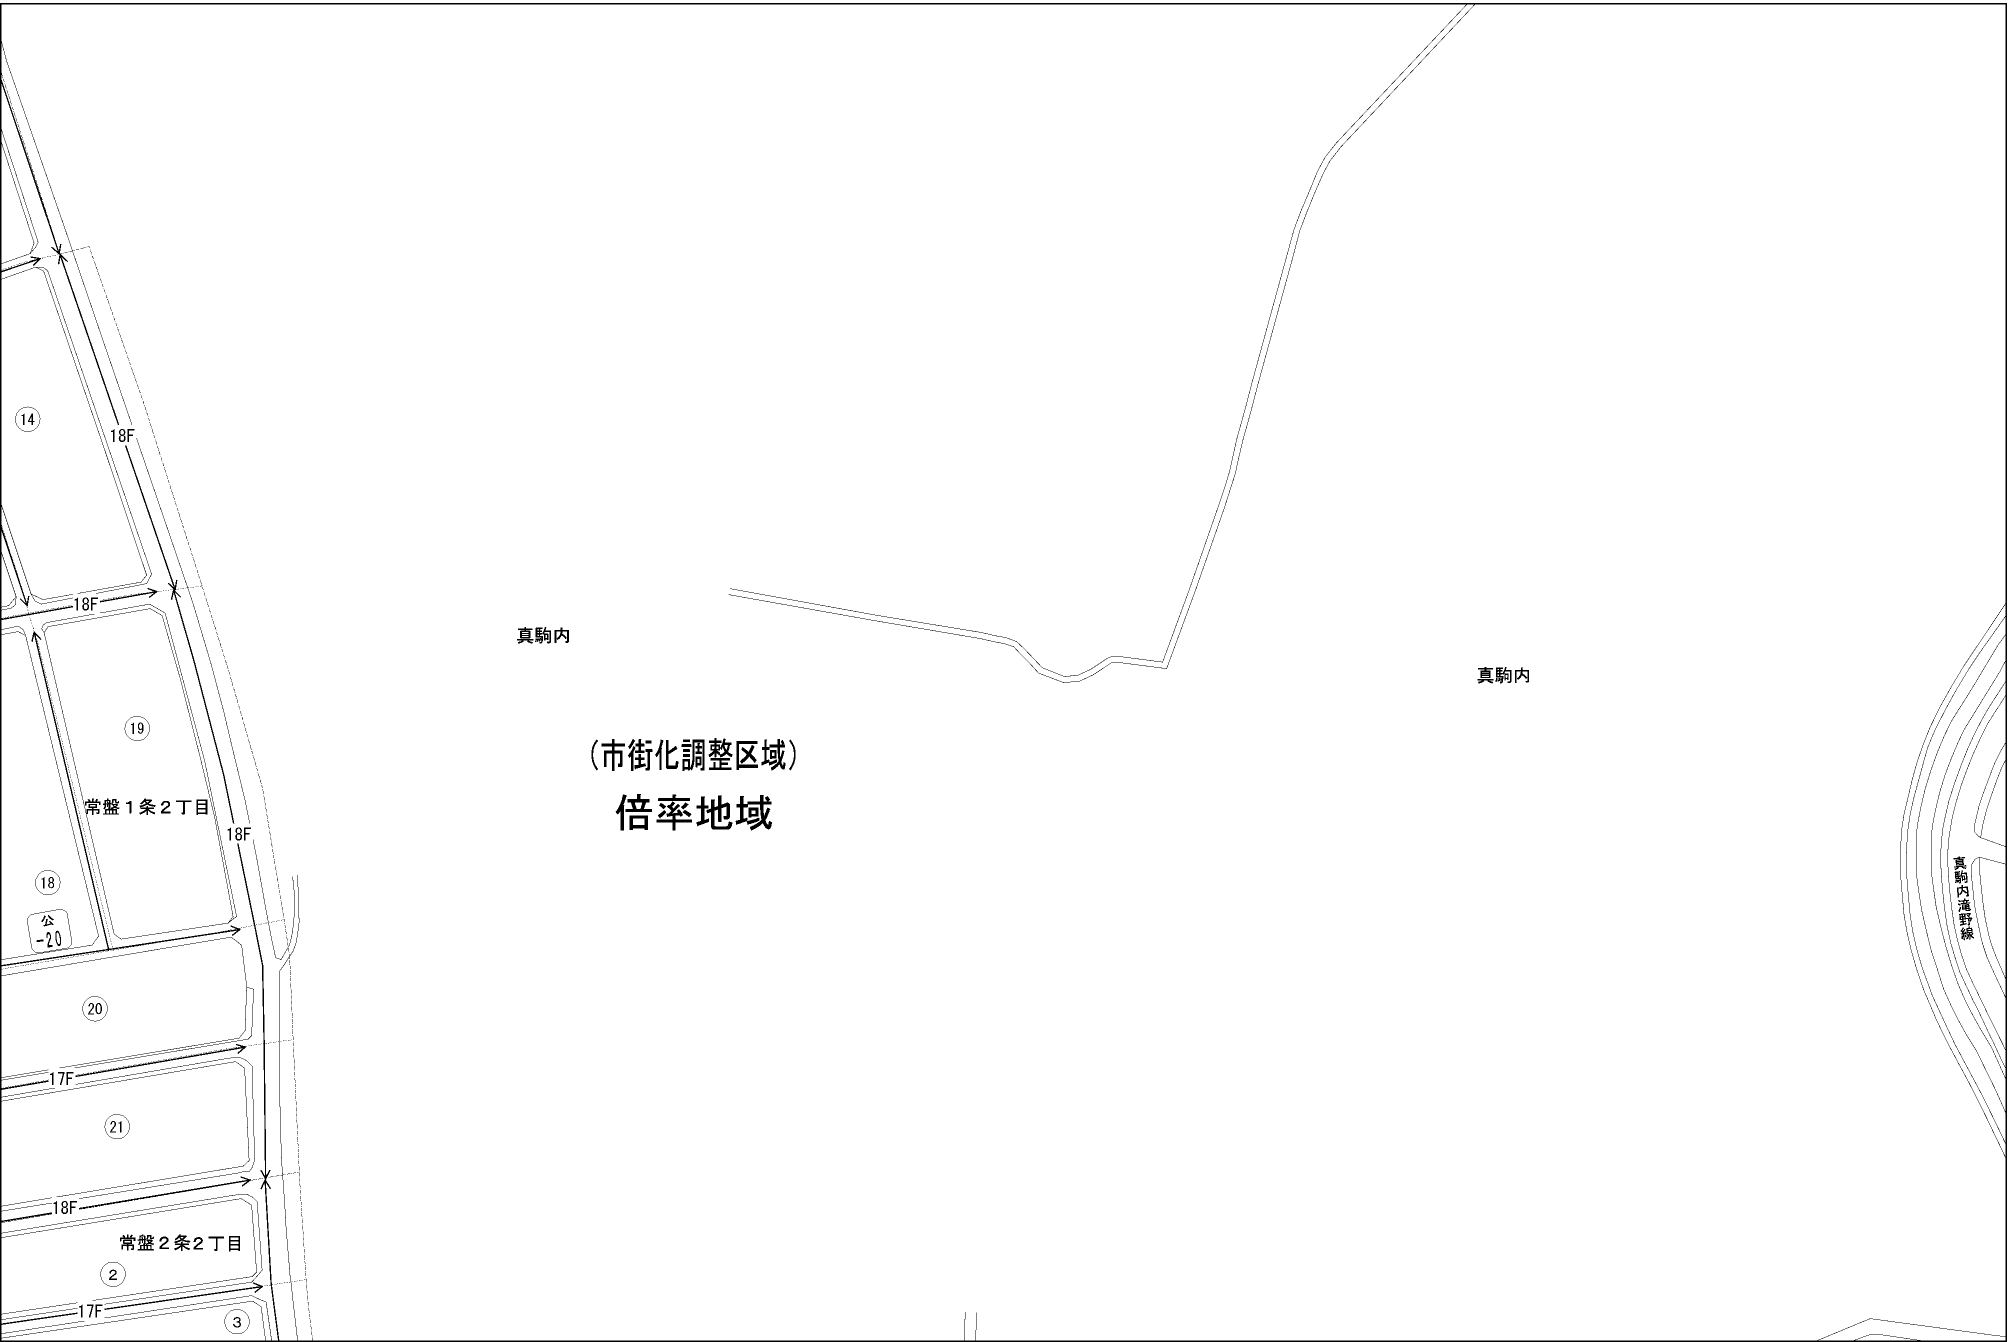 14
18F
18F
真駒内
真駒内
19
(市街化調整区域)
倍率地域
常盤1条2丁目
18F
18
公
-20
真駒内滝野線
20
17F
21
18F
常盤2条2丁目
2
17F
3